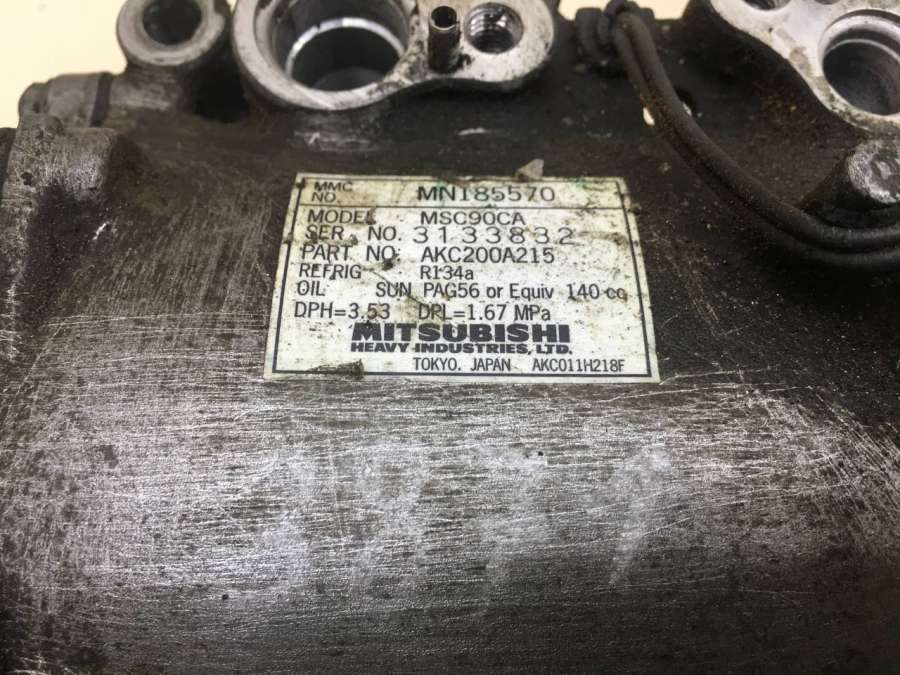 MMC
NO. MN185570
MODEL MSC90CA
SER. NO. 3133832
PART NO. AKC200A215
REFRIG R134a
OIL SUN PAG56 or Equiv 140 cc
DPH=3.53 DPL=1.67 MPa
MITSUBISHI
HEAVY INDUSTRIES, LTD.
TOKYO, JAPAN AKC011H218F